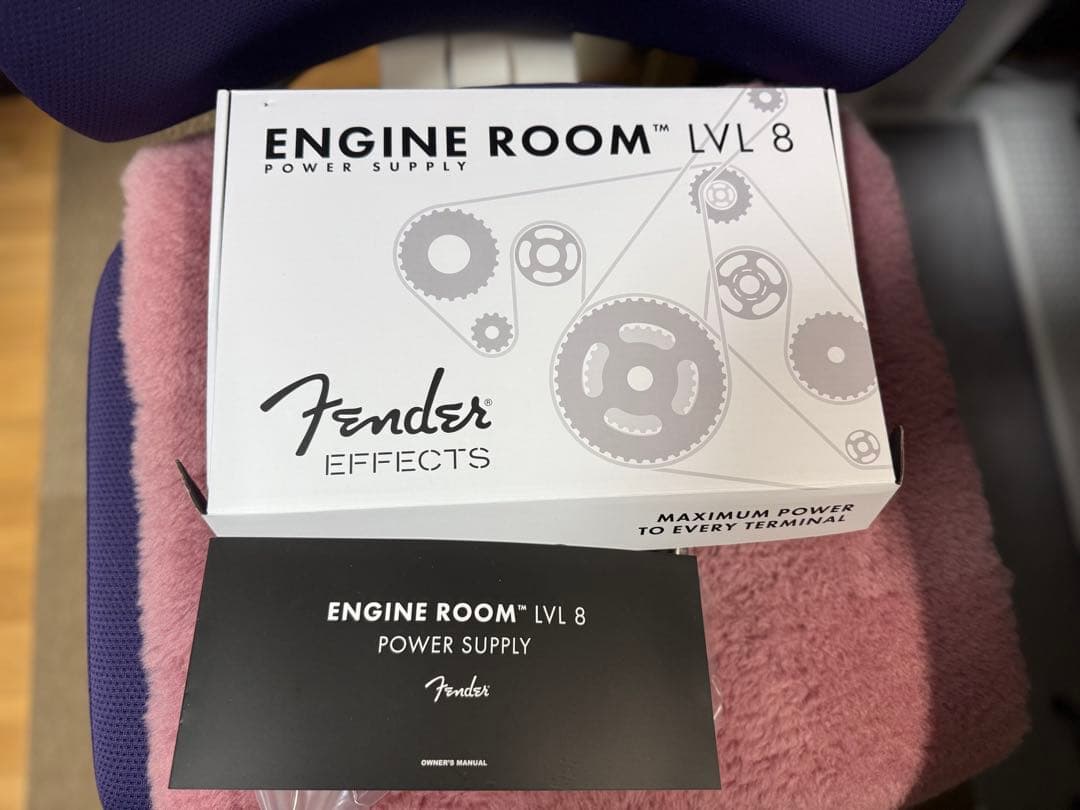 ENGINE ROOM™ LVL 8
POWER SUPPLY
Fender®
EFFECTS
MAXIMUM POWER
TO EVERY TERMINAL
ENGINE ROOM™ LVL 8
POWER SUPPLY
Fender
OWNER'S MANUAL